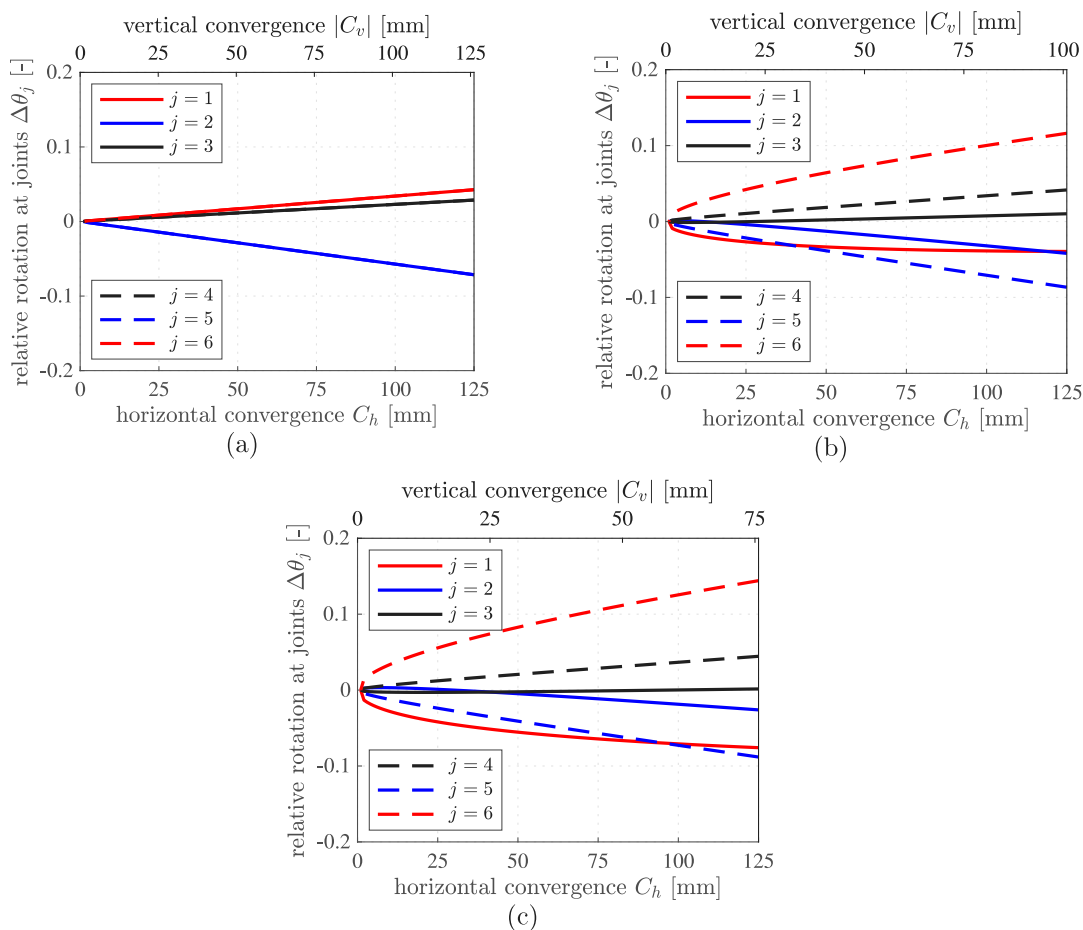 vertical convergence |C_v| [mm]
0 25 50 75 100 125
relative rotation at joints Δθ_j [-]
0.2
0.1
0
-0.1
-0.2
j = 1
j = 2
j = 3
j = 4
j = 5
j = 6
0 25 50 75 100 125
horizontal convergence C_h [mm]
(a)
vertical convergence |C_v| [mm]
0 25 50 75 100
relative rotation at joints Δθ_j [-]
0.2
0.1
0
-0.1
-0.2
j = 1
j = 2
j = 3
j = 4
j = 5
j = 6
0 25 50 75 100 125
horizontal convergence C_h [mm]
(b)
vertical convergence |C_v| [mm]
0 25 50 75
relative rotation at joints Δθ_j [-]
0.2
0.1
0
-0.1
-0.2
j = 1
j = 2
j = 3
j = 4
j = 5
j = 6
0 25 50 75 100 125
horizontal convergence C_h [mm]
(c)